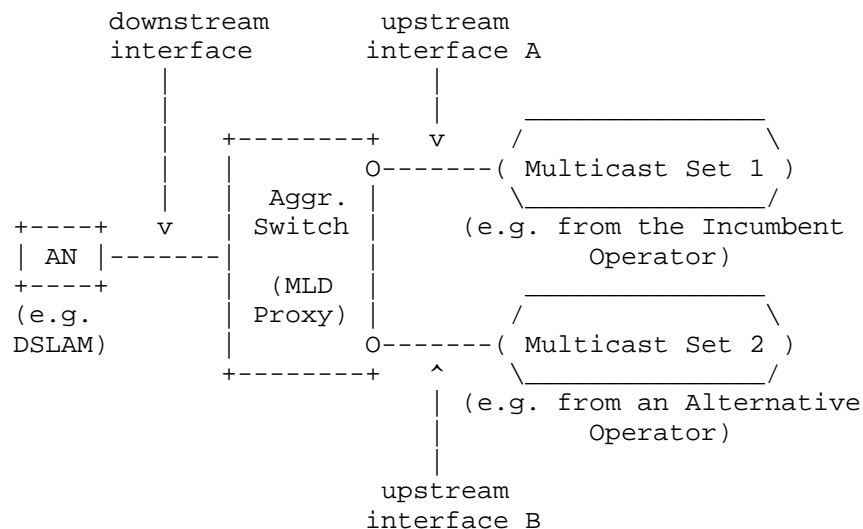 downstream upstream
interface interface A
v
O ( Multicast Set 1 )
Aggr.
v Switch (e.g. from the Incumbent
AN Operator)
(MLD
(e.g. Proxy)
DSLAM) O ( Multicast Set 2 )
^
(e.g. from an Alternative
Operator)
upstream
interface B